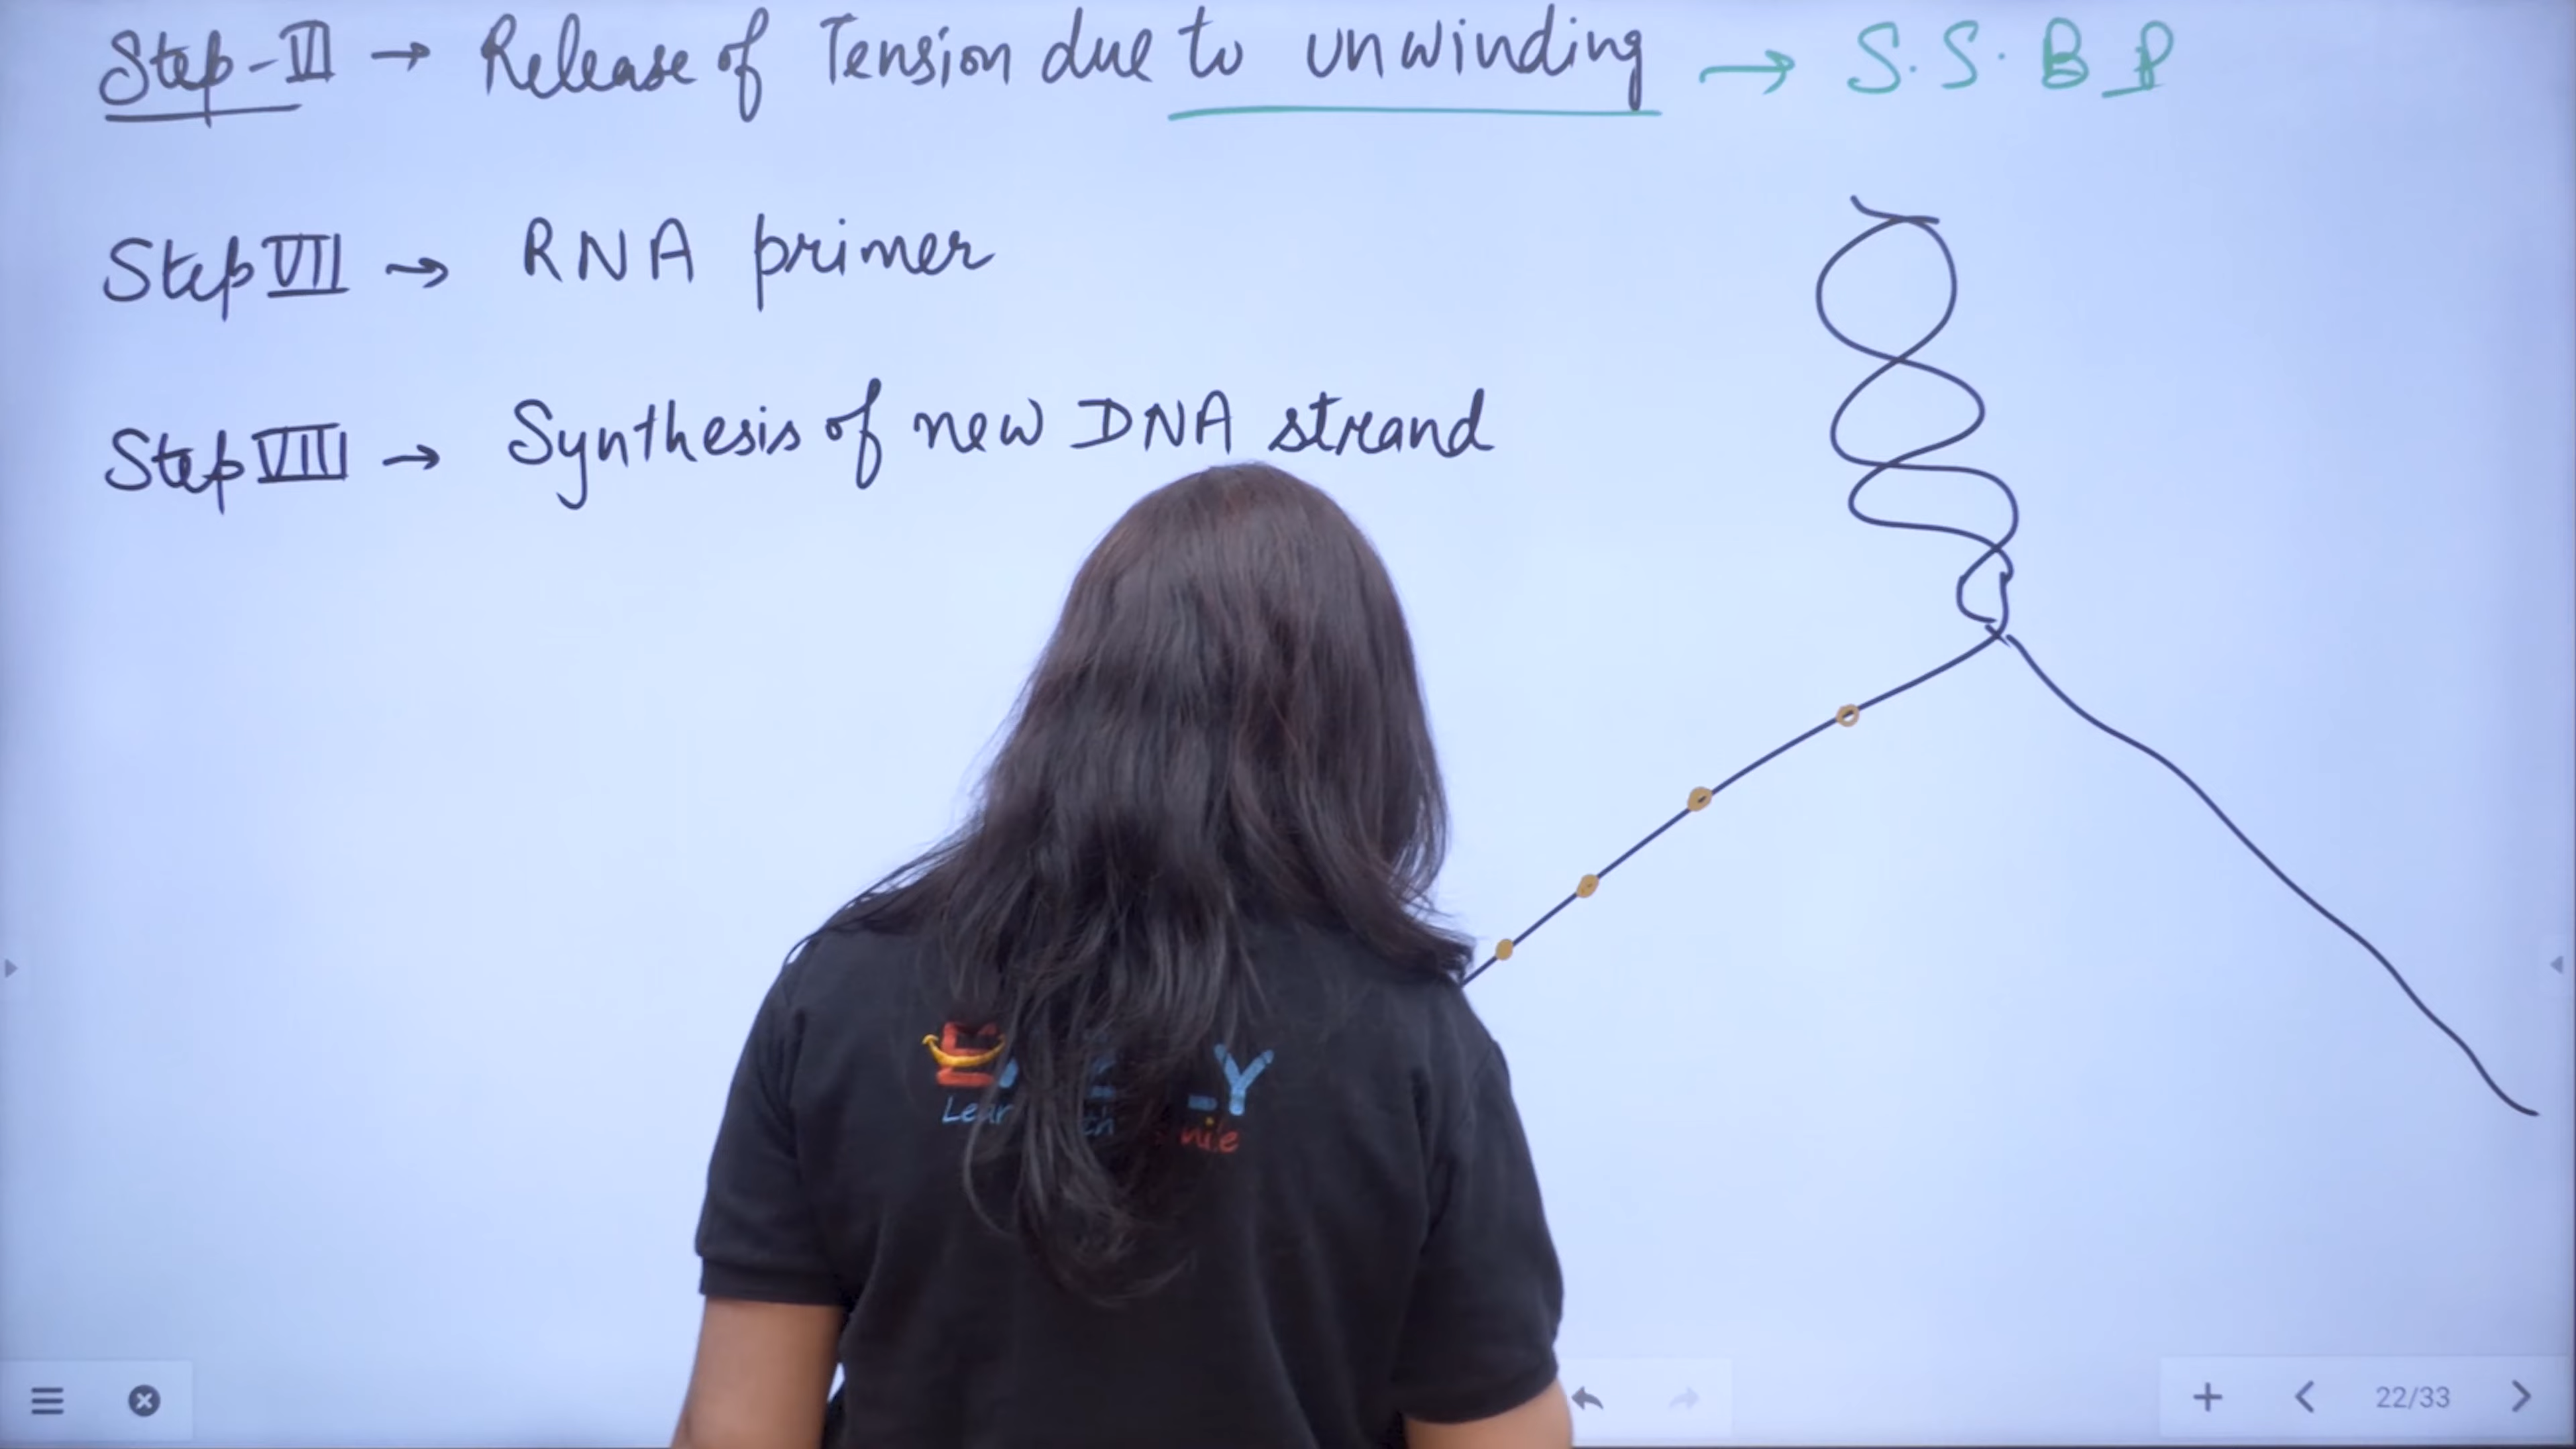 Step-VI → Release of Tension due to unwinding → S.S.B.P
Step VII → RNA primer
Step VIII → Synthesis of new DNA strand
22/33